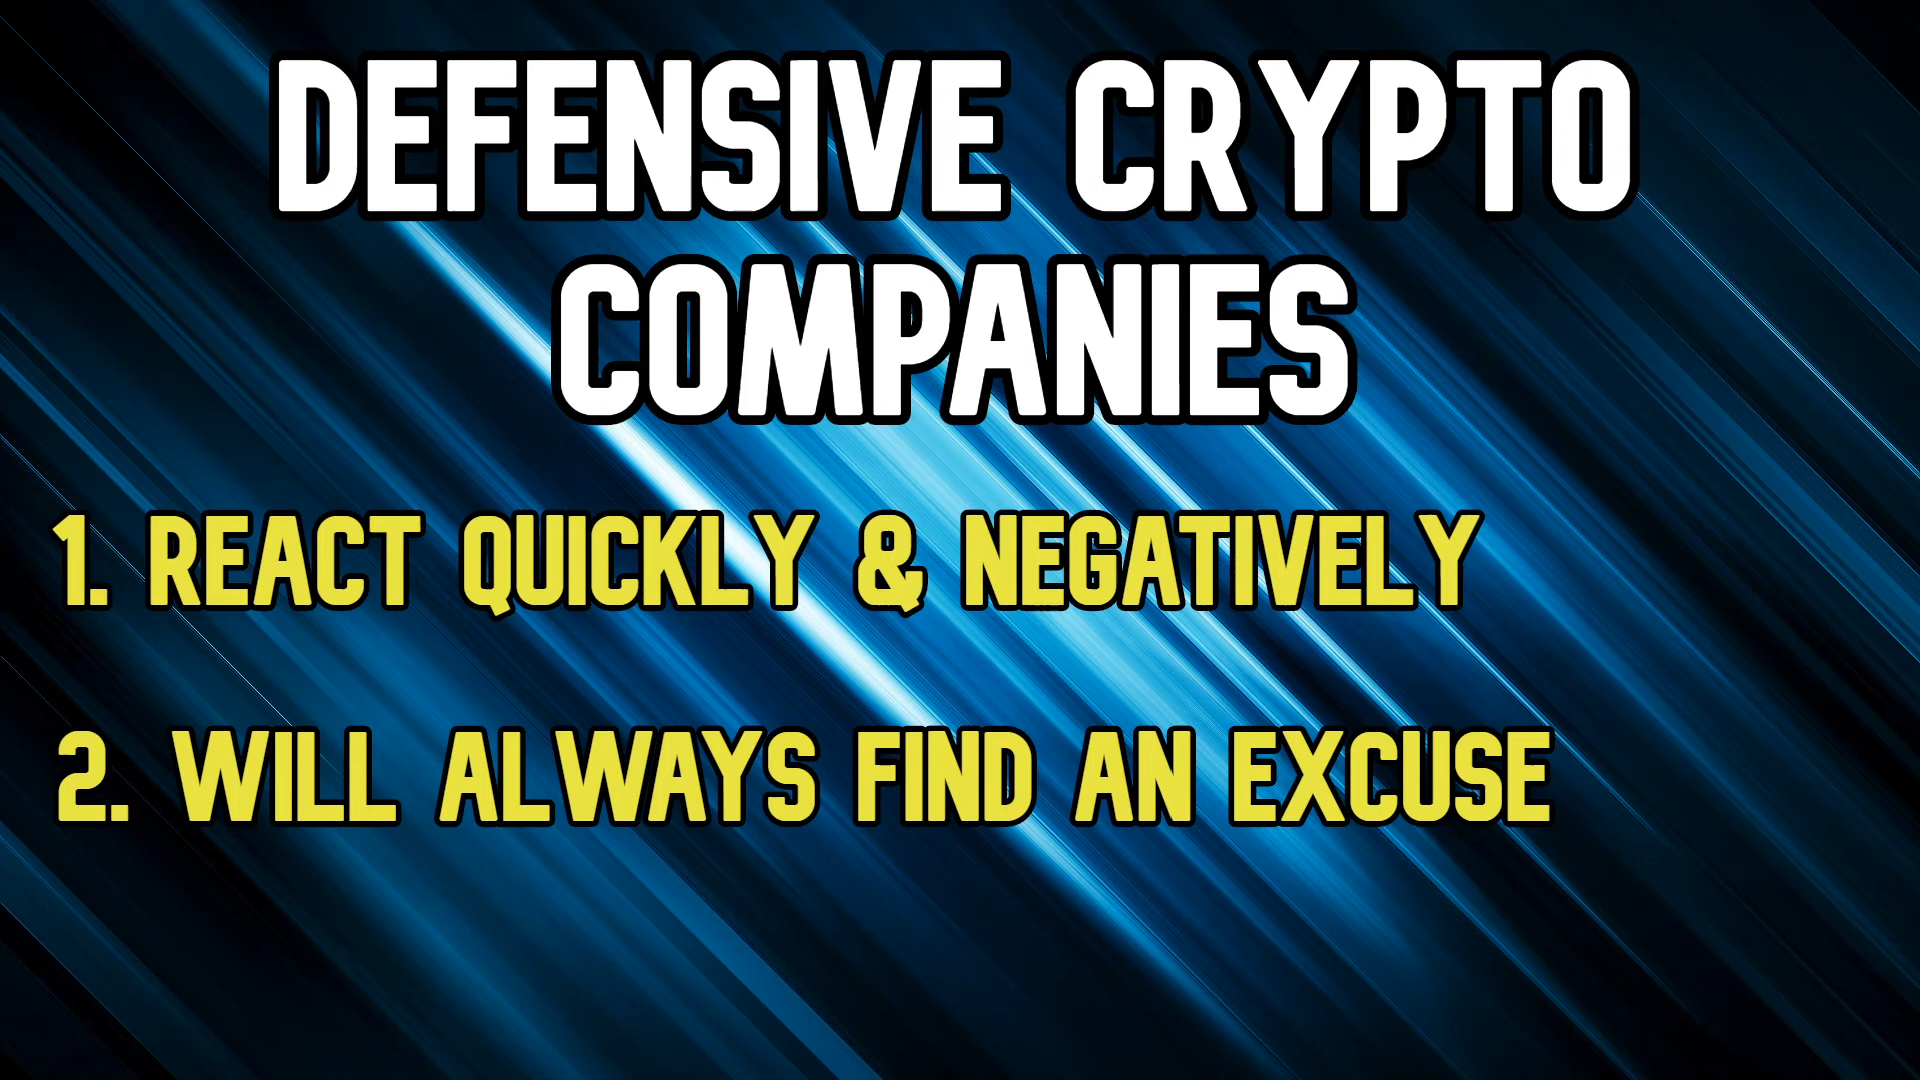 DEFENSIVE CRYPTO
COMPANIES
1. REACT QUICKLY & NEGATIVELY
2. WILL ALWAYS FIND AN EXCUSE